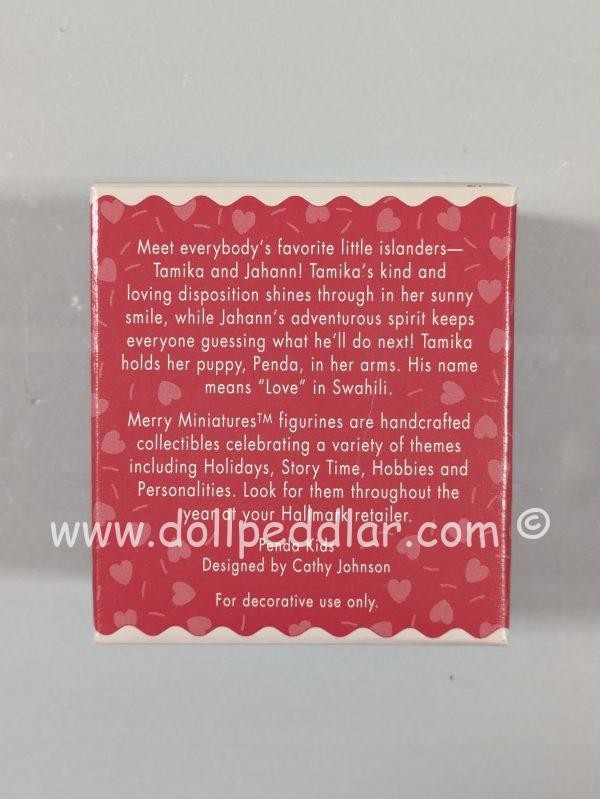 Meet everybody's favorite little islanders—
Tamika and Jahann! Tamika's kind and
loving disposition shines through in her sunny
smile, while Jahann's adventurous spirit keeps
everyone guessing what he'll do next! Tamika
holds her puppy, Penda, in her arms. His name
means "Love" in Swahili.
Merry Miniatures™ figurines are handcrafted
collectibles celebrating a variety of themes
including Holidays, Story Time, Hobbies and
Personalities. Look for them throughout the
year at your Hallmark retailer.
www.dollpeddlar.com ©
Penda Kids
Designed by Cathy Johnson
For decorative use only.